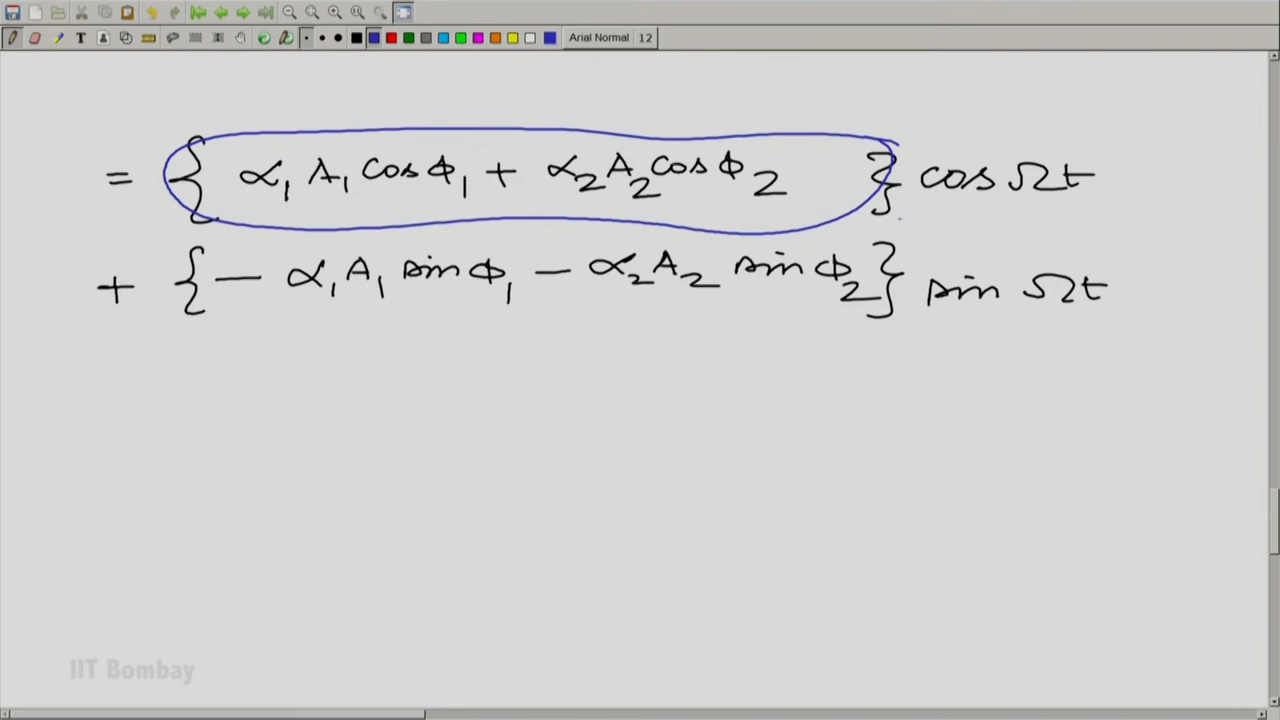 Arial Normal 12
= { α₁ A₁ cos ϕ₁ + α₂ A₂ cos ϕ₂ } cos Ωt
+ { − α₁ A₁ sin ϕ₁ − α₂ A₂ sin ϕ₂ } sin Ωt
IIT Bombay